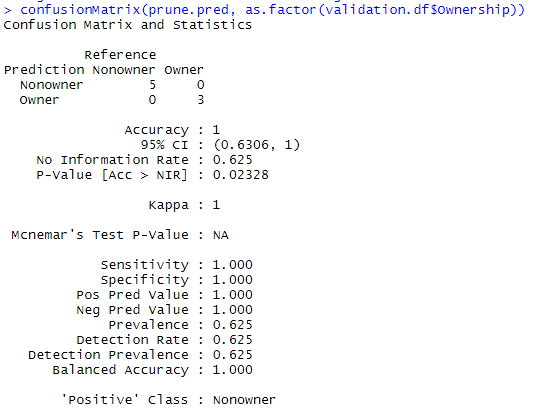 > confusionMatrix(prune.pred, as.factor(validation.df$Ownership))
Confusion Matrix and Statistics
Reference
Prediction Nonowner Owner
Nonowner 5 0
Owner 0 3
Accuracy : 1
95% CI : (0.6306, 1)
No Information Rate : 0.625
P-Value [Acc > NIR] : 0.02328
Kappa : 1
Mcnemar's Test P-Value : NA
Sensitivity : 1.000
Specificity : 1.000
Pos Pred Value : 1.000
Neg Pred Value : 1.000
Prevalence : 0.625
Detection Rate : 0.625
Detection Prevalence : 0.625
Balanced Accuracy : 1.000
'Positive' Class : Nonowner